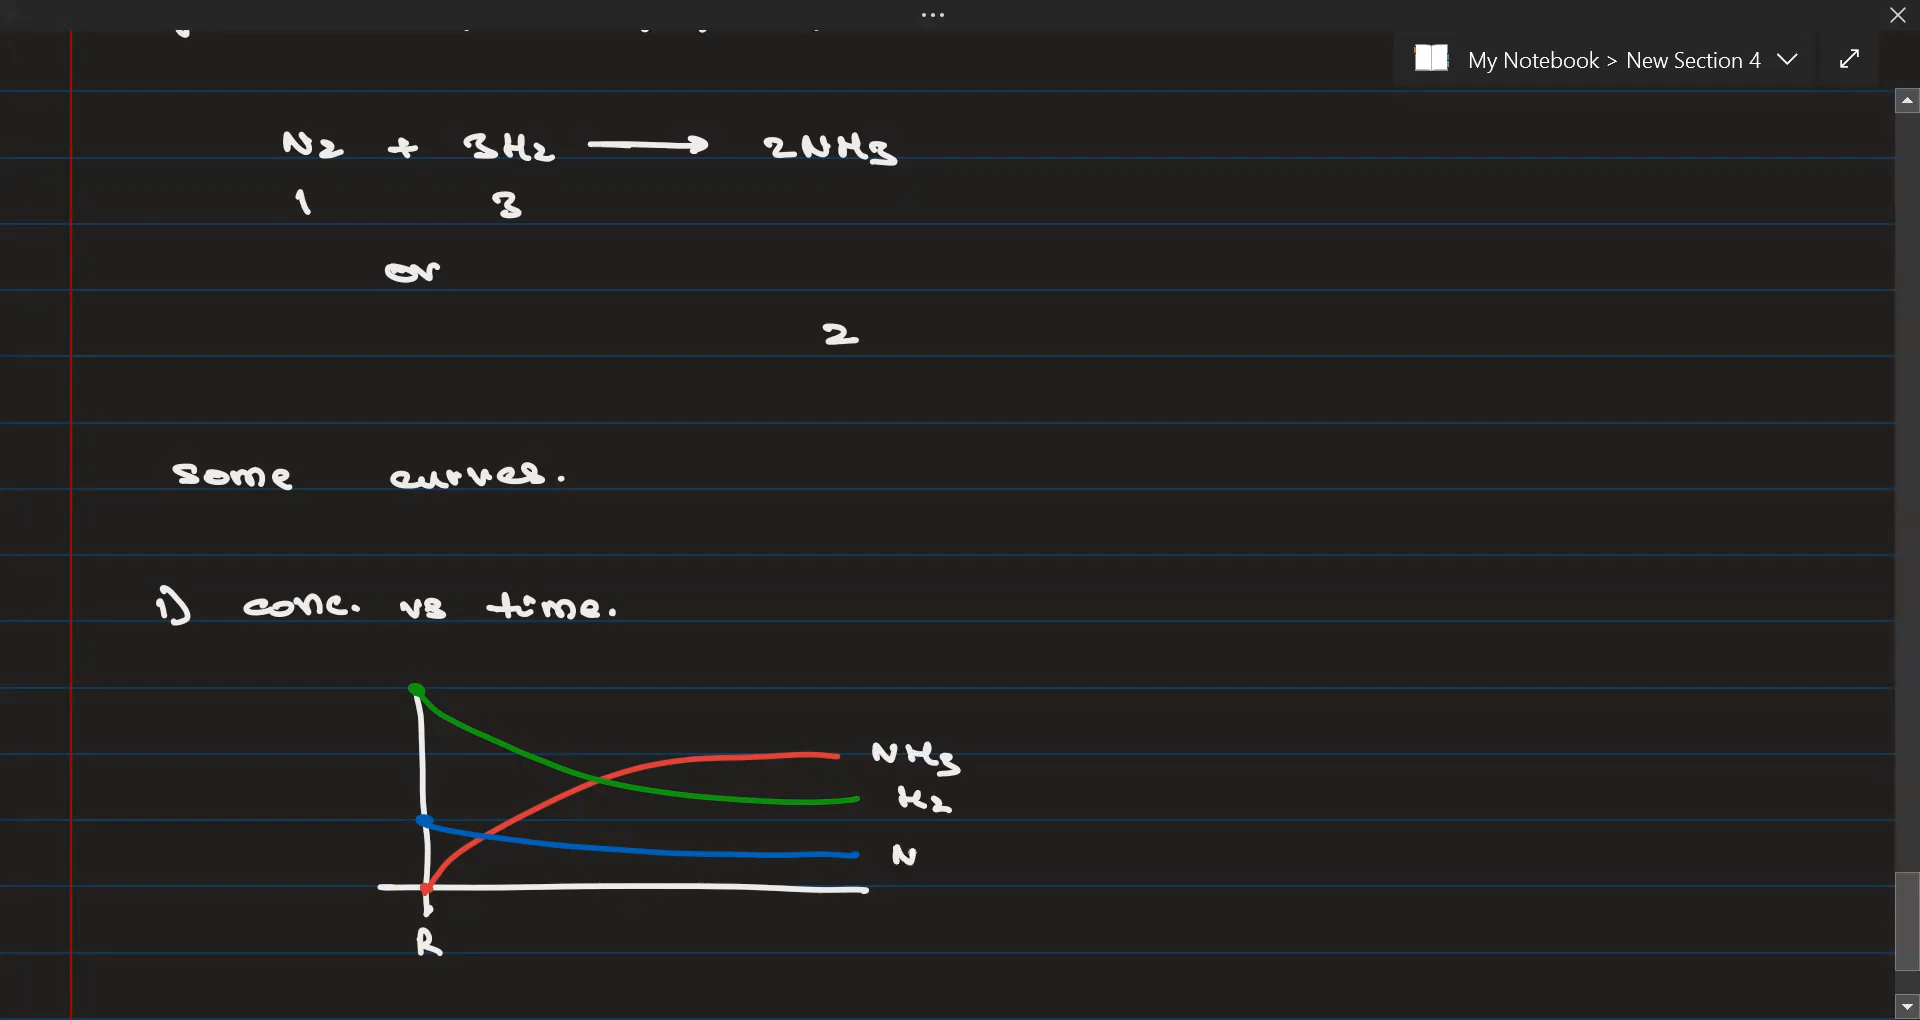 My Notebook > New Section 4
N2 + 3H2 → 2NH3
1 3
or
2
Some curves.
1) conc. vs time.
NH3
H2
N
R